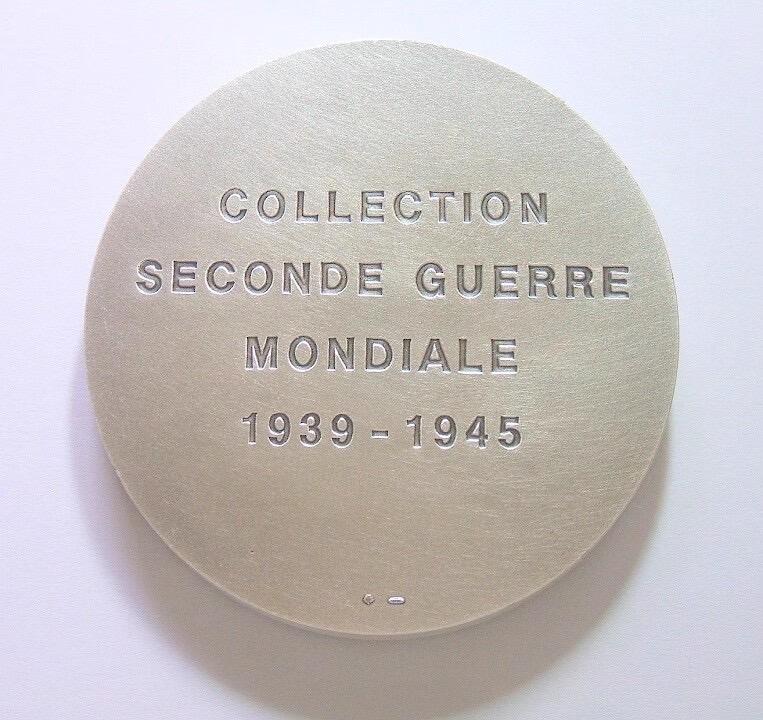 COLLECTION
SECONDE GUERRE
MONDIALE
1939-1945